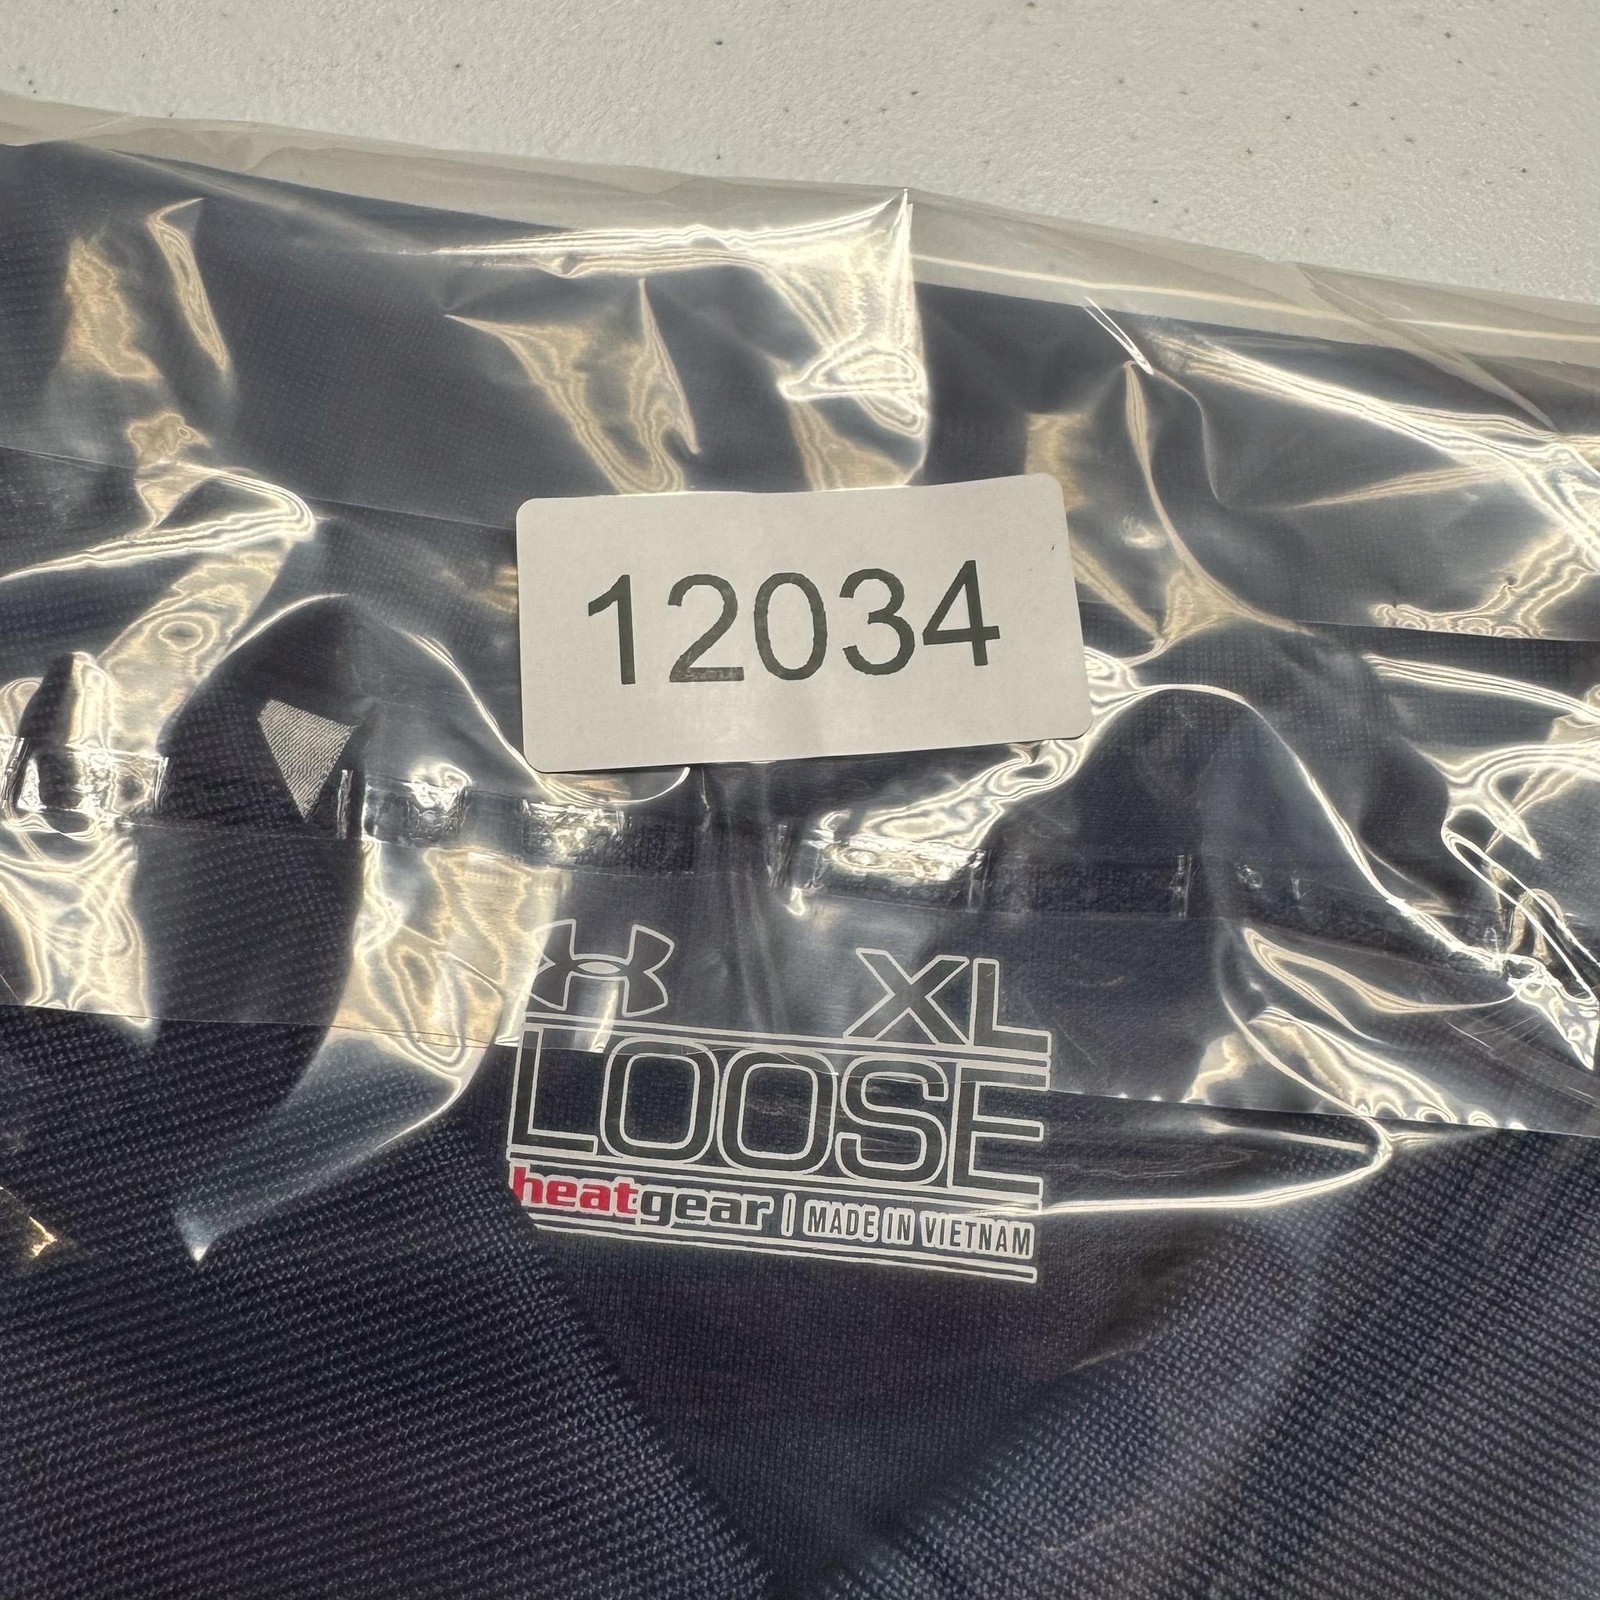 12034
XL
LOOSE
heatgear | MADE IN VIETNAM